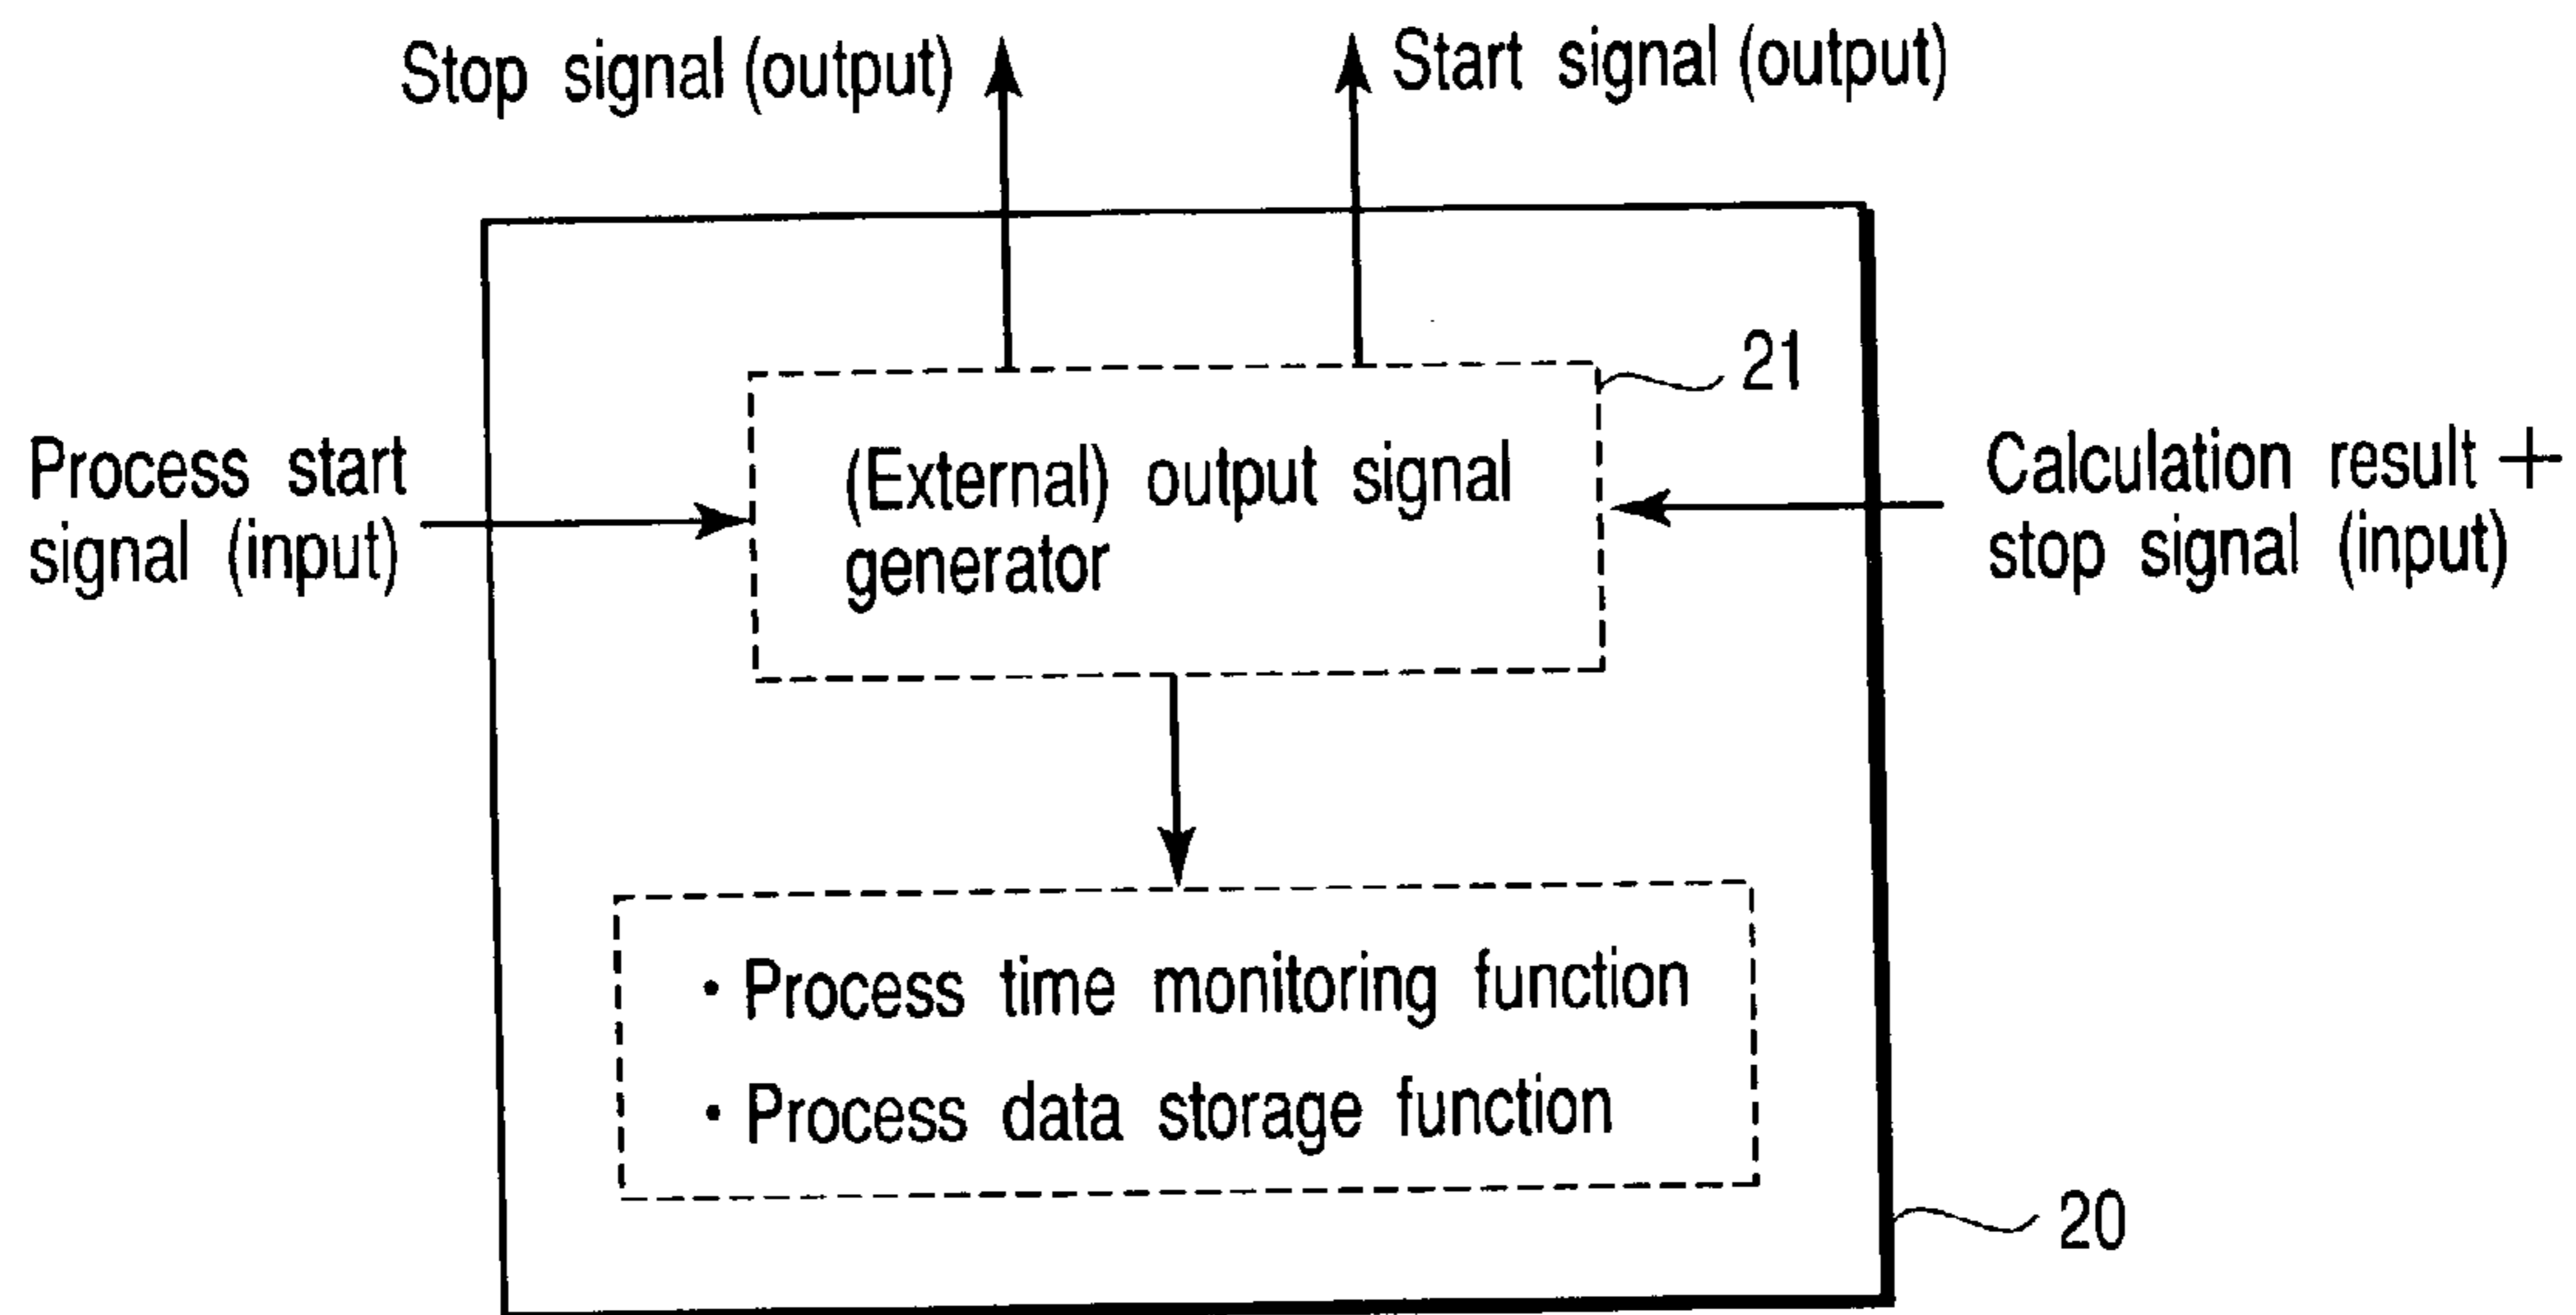 Stop signal (output)
Start signal (output)
21
Process start
signal (input)
(External) output signal
generator
Calculation result +
stop signal (input)
· Process time monitoring function
· Process data storage function
20